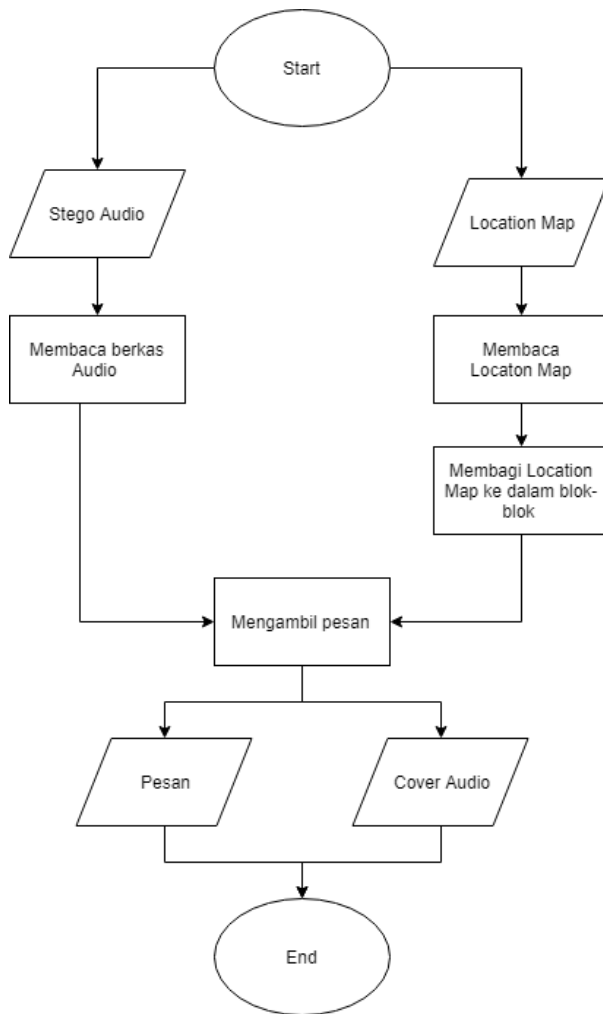 Start
Stego Audio
Location Map
Membaca berkas
Audio
Membaca
Locaton Map
Membagi Location
Map ke dalam blok-
blok
Mengambil pesan
Pesan
Cover Audio
End